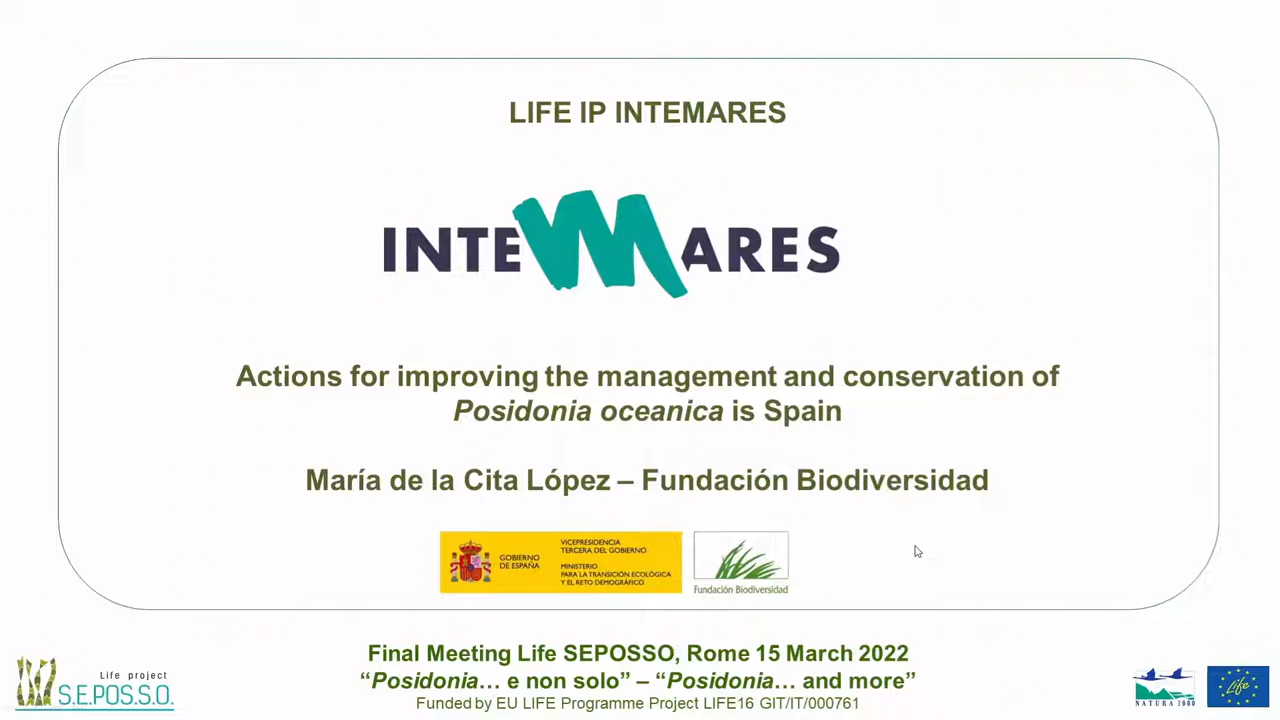 LIFE IP INTEMARES
INTEMARES
Actions for improving the management and conservation of
Posidonia oceanica is Spain
María de la Cita López – Fundación Biodiversidad
GOBIERNO
DE ESPAÑA
VICEPRESIDENCIA
TERCERA DEL GOBIERNO
MINISTERIO
PARA LA TRANSICIÓN ECOLÓGICA
Y EL RETO DEMOGRÁFICO
Fundación Biodiversidad
Final Meeting Life SEPOSSO, Rome 15 March 2022
“Posidonia… e non solo” – “Posidonia… and more”
Funded by EU LIFE Programme Project LIFE16 GIT/IT/000761
Life project
S.E.POS.S.O.
NATURA 2000
Life